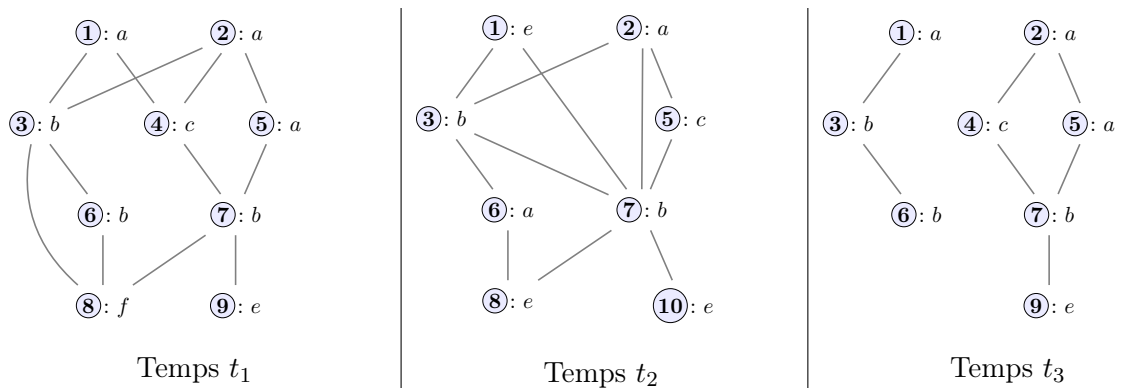 1 : a 2 : a
3 : b 4 : c 5 : a
6 : b 7 : b
8 : f 9 : e
Temps t1
1 : e 2 : a
3 : b 5 : c
6 : a 7 : b
8 : e 10 : e
Temps t2
1 : a 2 : a
3 : b 4 : c 5 : a
6 : b 7 : b
9 : e
Temps t3